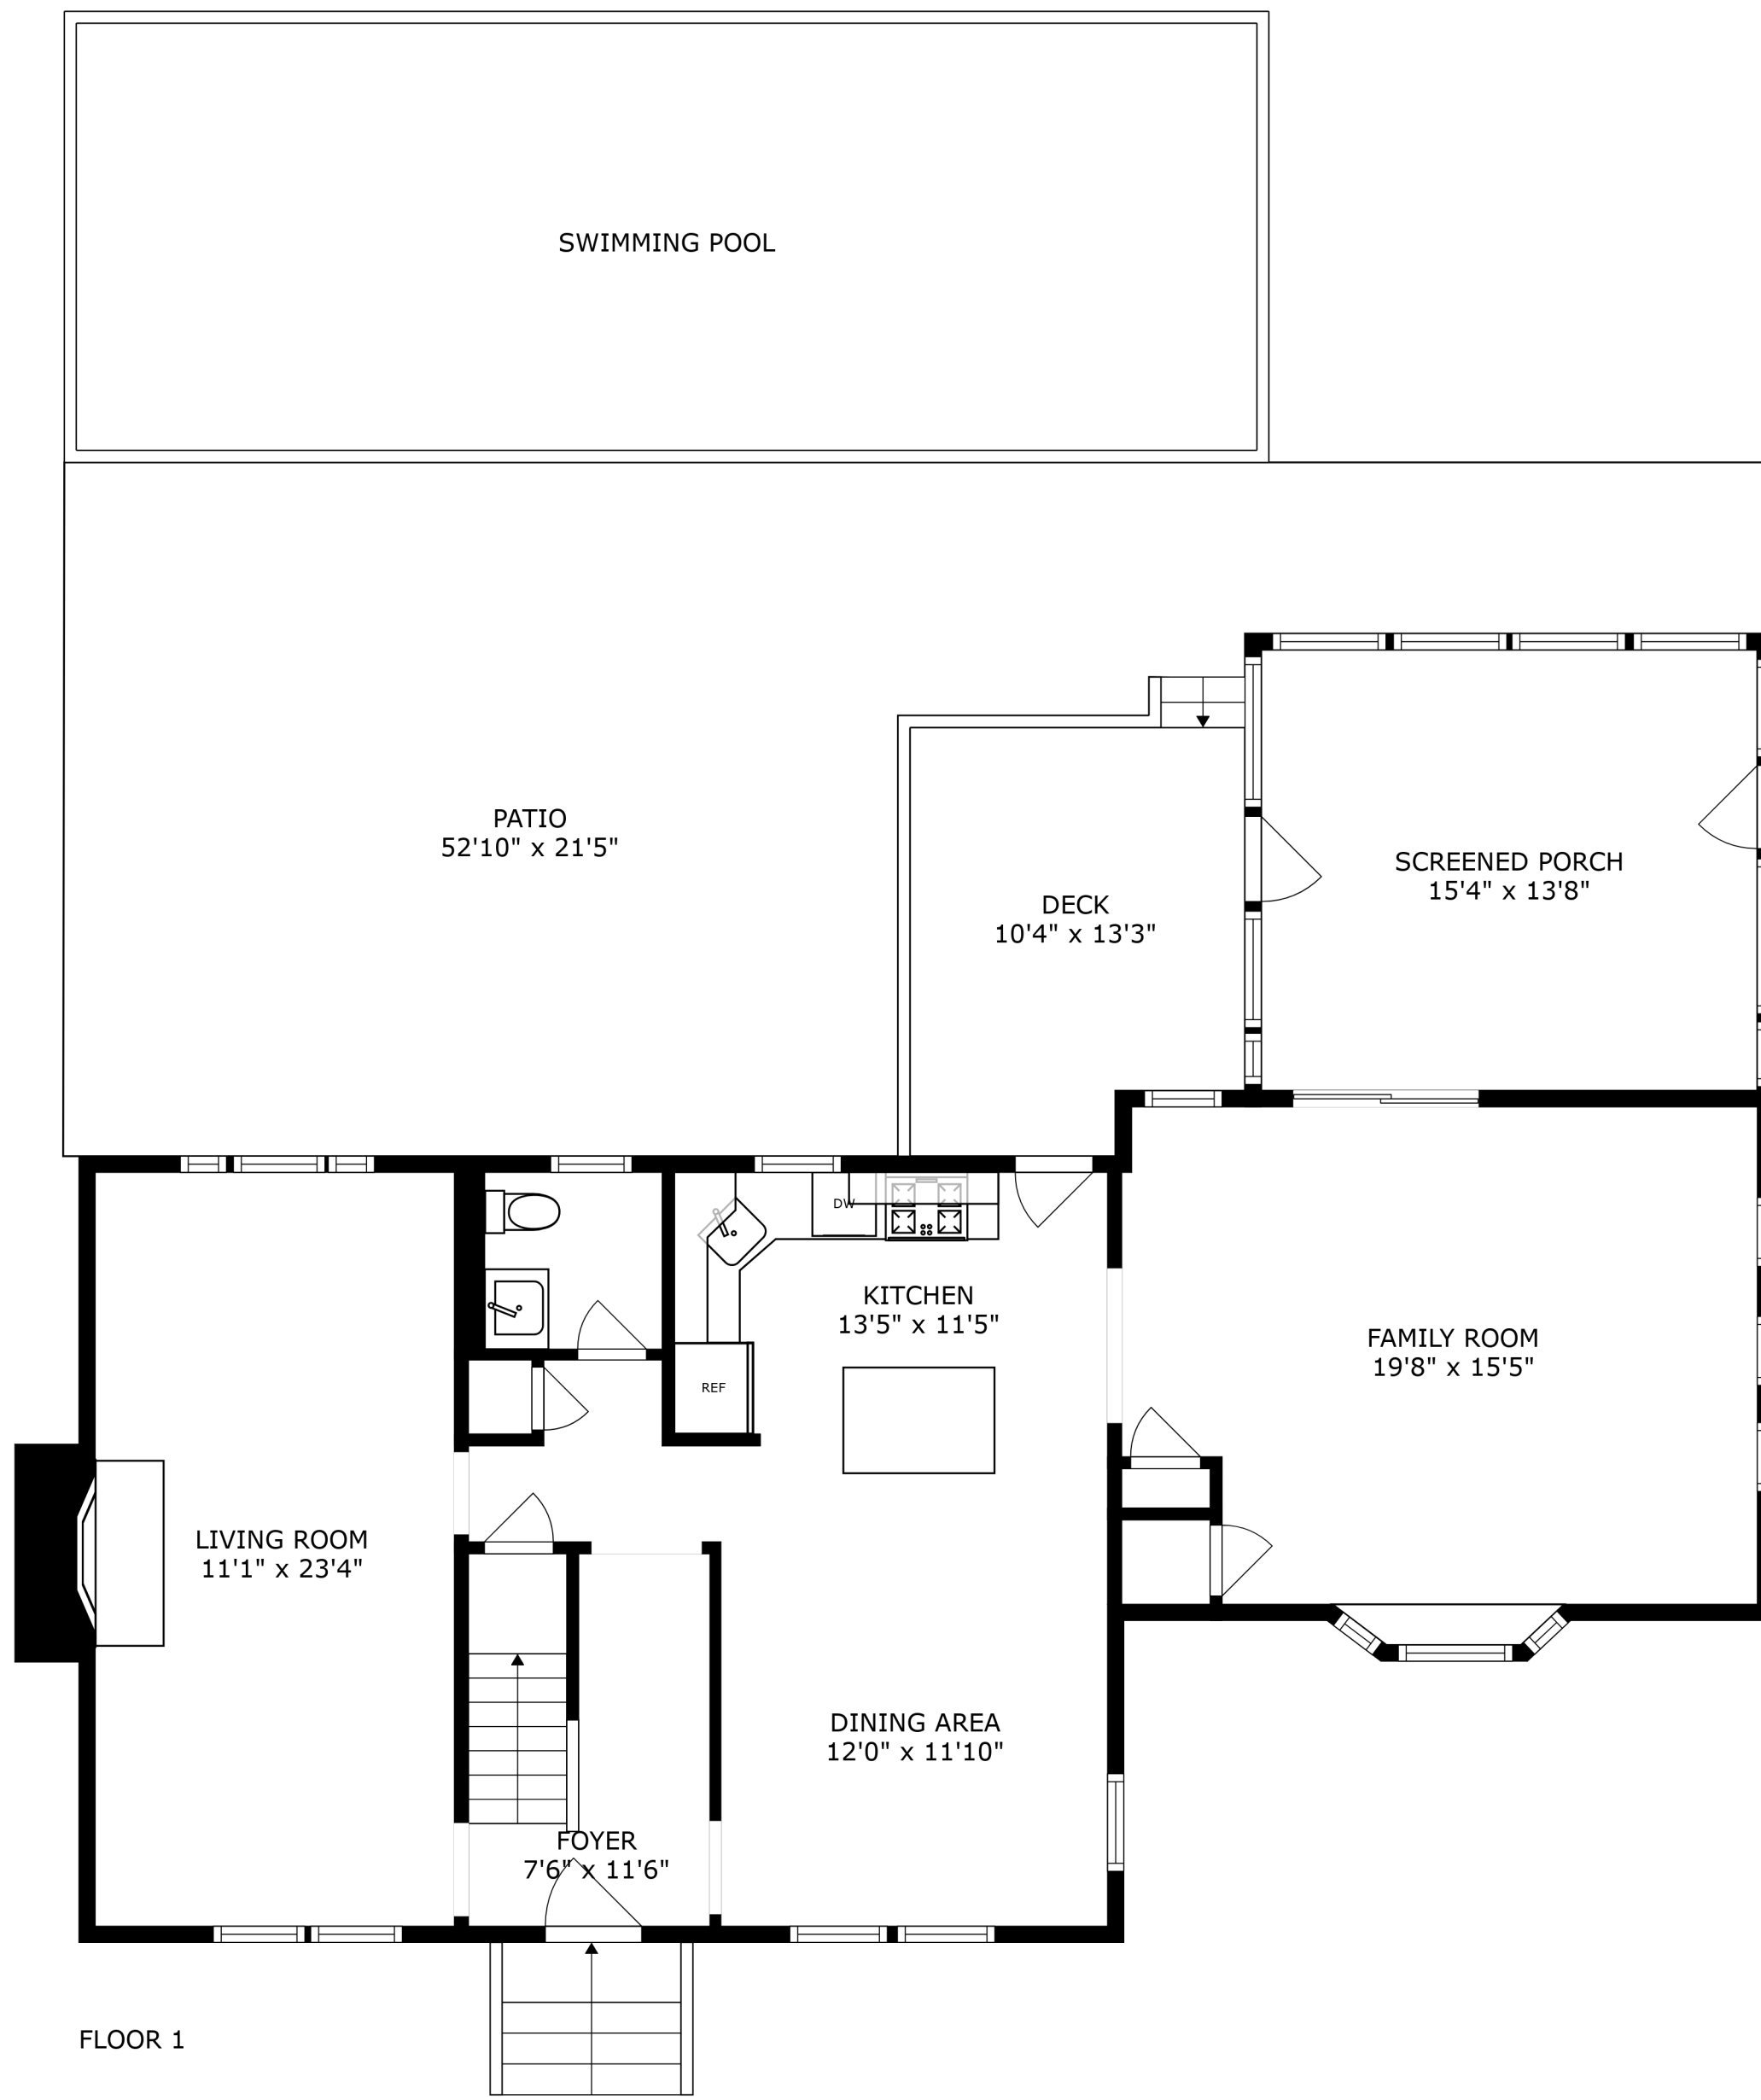 SWIMMING POOL
PATIO
52'10" x 21'5"
SCREENED PORCH
15'4" x 13'8"
DECK
10'4" x 13'3"
DW
KITCHEN
13'5" x 11'5"
REF
FAMILY ROOM
19'8" x 15'5"
LIVING ROOM
11'1" x 23'4"
DINING AREA
12'0" x 11'10"
FOYER
7'6" x 11'6"
FLOOR 1